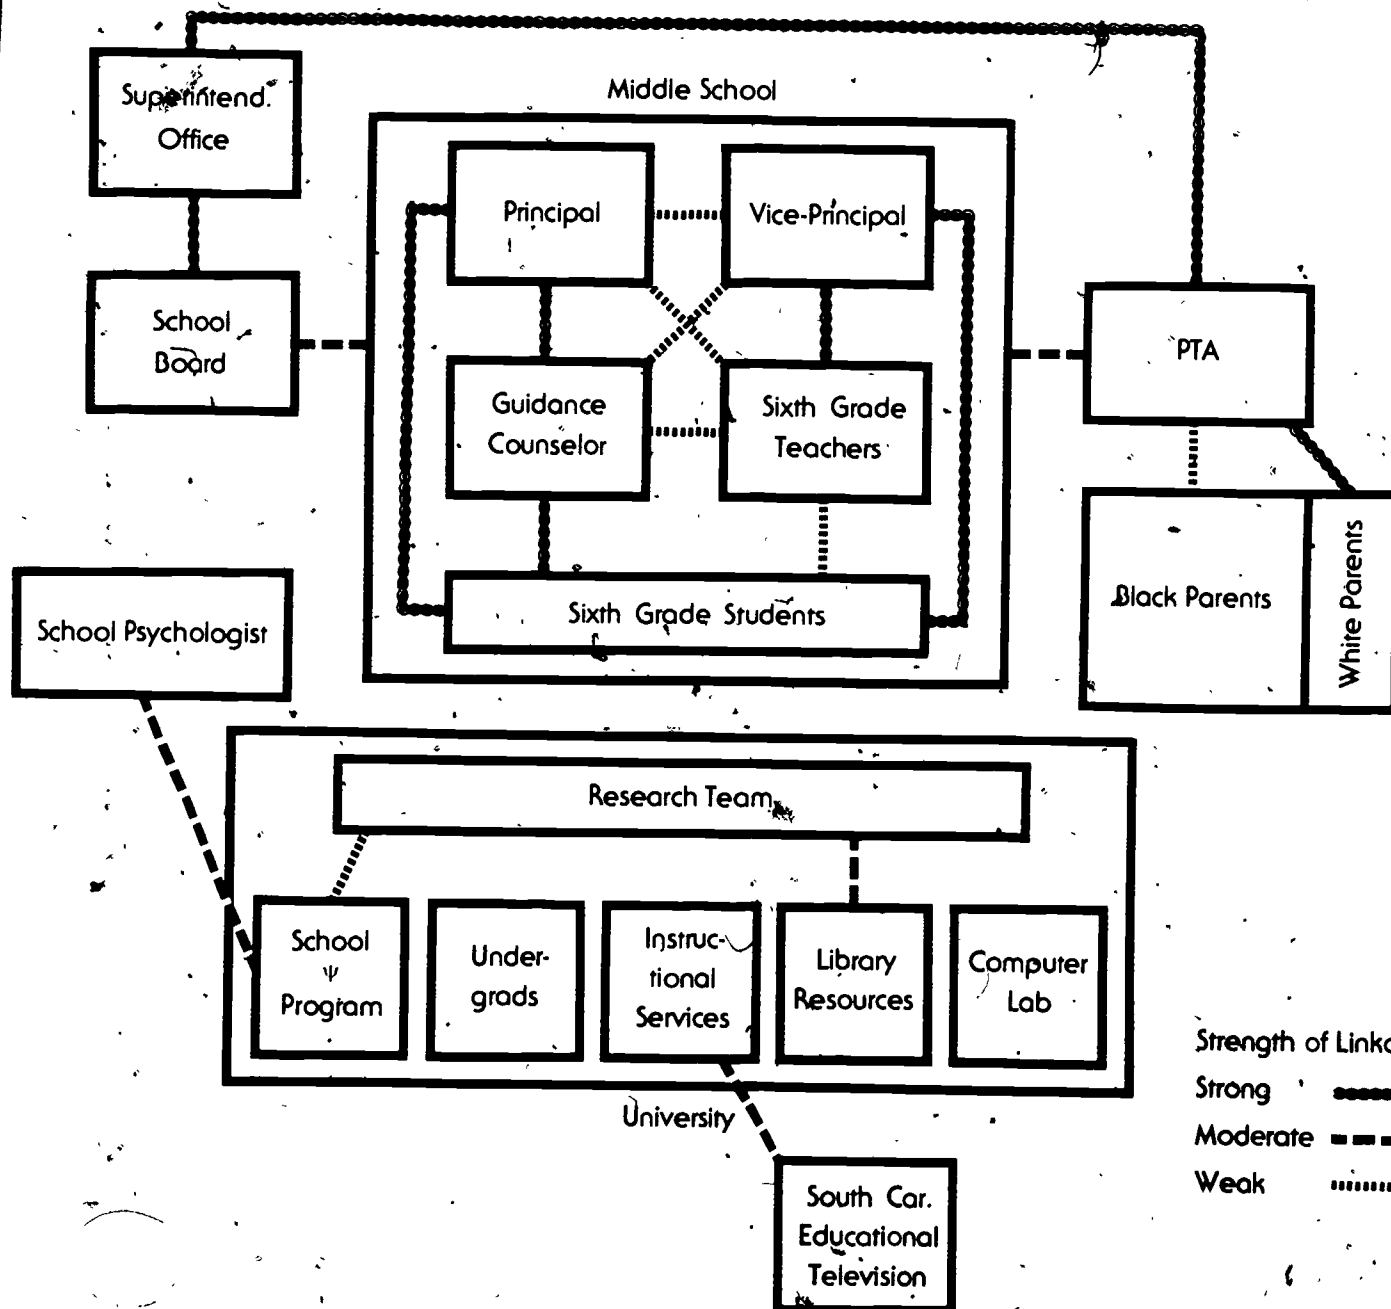 Middle School
Superintend.
Office
Principal
Vice-Principal
School
Board
PTA
Guidance
Counselor
Sixth Grade
Teachers
Sixth Grade Students
Black Parents
White Parents
School Psychologist
Research Team
School
ψ
Program
Under-
grads
Instruc-
tional
Services
Library
Resources
Computer
Lab
University
South Car.
Educational
Television
Strength of
Strong
Moderate
Weak